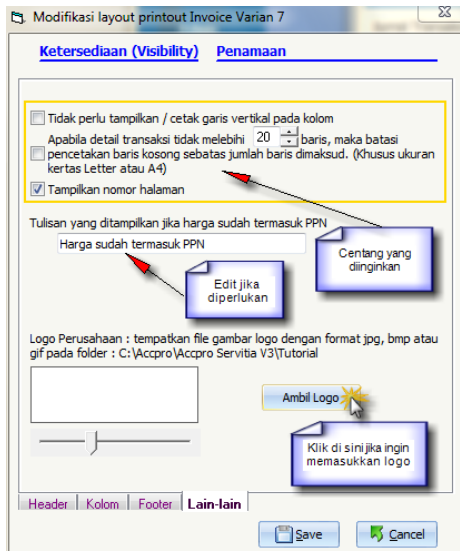 Modifikasi layout printout Invoice Varian 7
Ketersediaan (Visibility) Penamaan
Tidak perlu tampilkan / cetak garis vertikal pada kolom
Apabila detail transaksi tidak melebihi 20 baris, maka batasi
pencetakan baris kosong sebatas jumlah baris dimaksud. (Khusus ukuran
kertas Letter atau A4)
Tampilkan nomor halaman
Tulisan yang ditampilkan jika harga sudah termasuk PPN
Harga sudah termasuk PPN
Centang yang
diinginkan
Edit jika
diperlukan
Logo Perusahaan : tempatkan file gambar logo dengan format jpg, bmp atau
gif pada folder : C:\Accpro\Accpro Servitia V3\Tutorial
Ambil Logo
Klik di sini jika ingin
memasukkan logo
Header Kolom Footer Lain-lain
Save Cancel